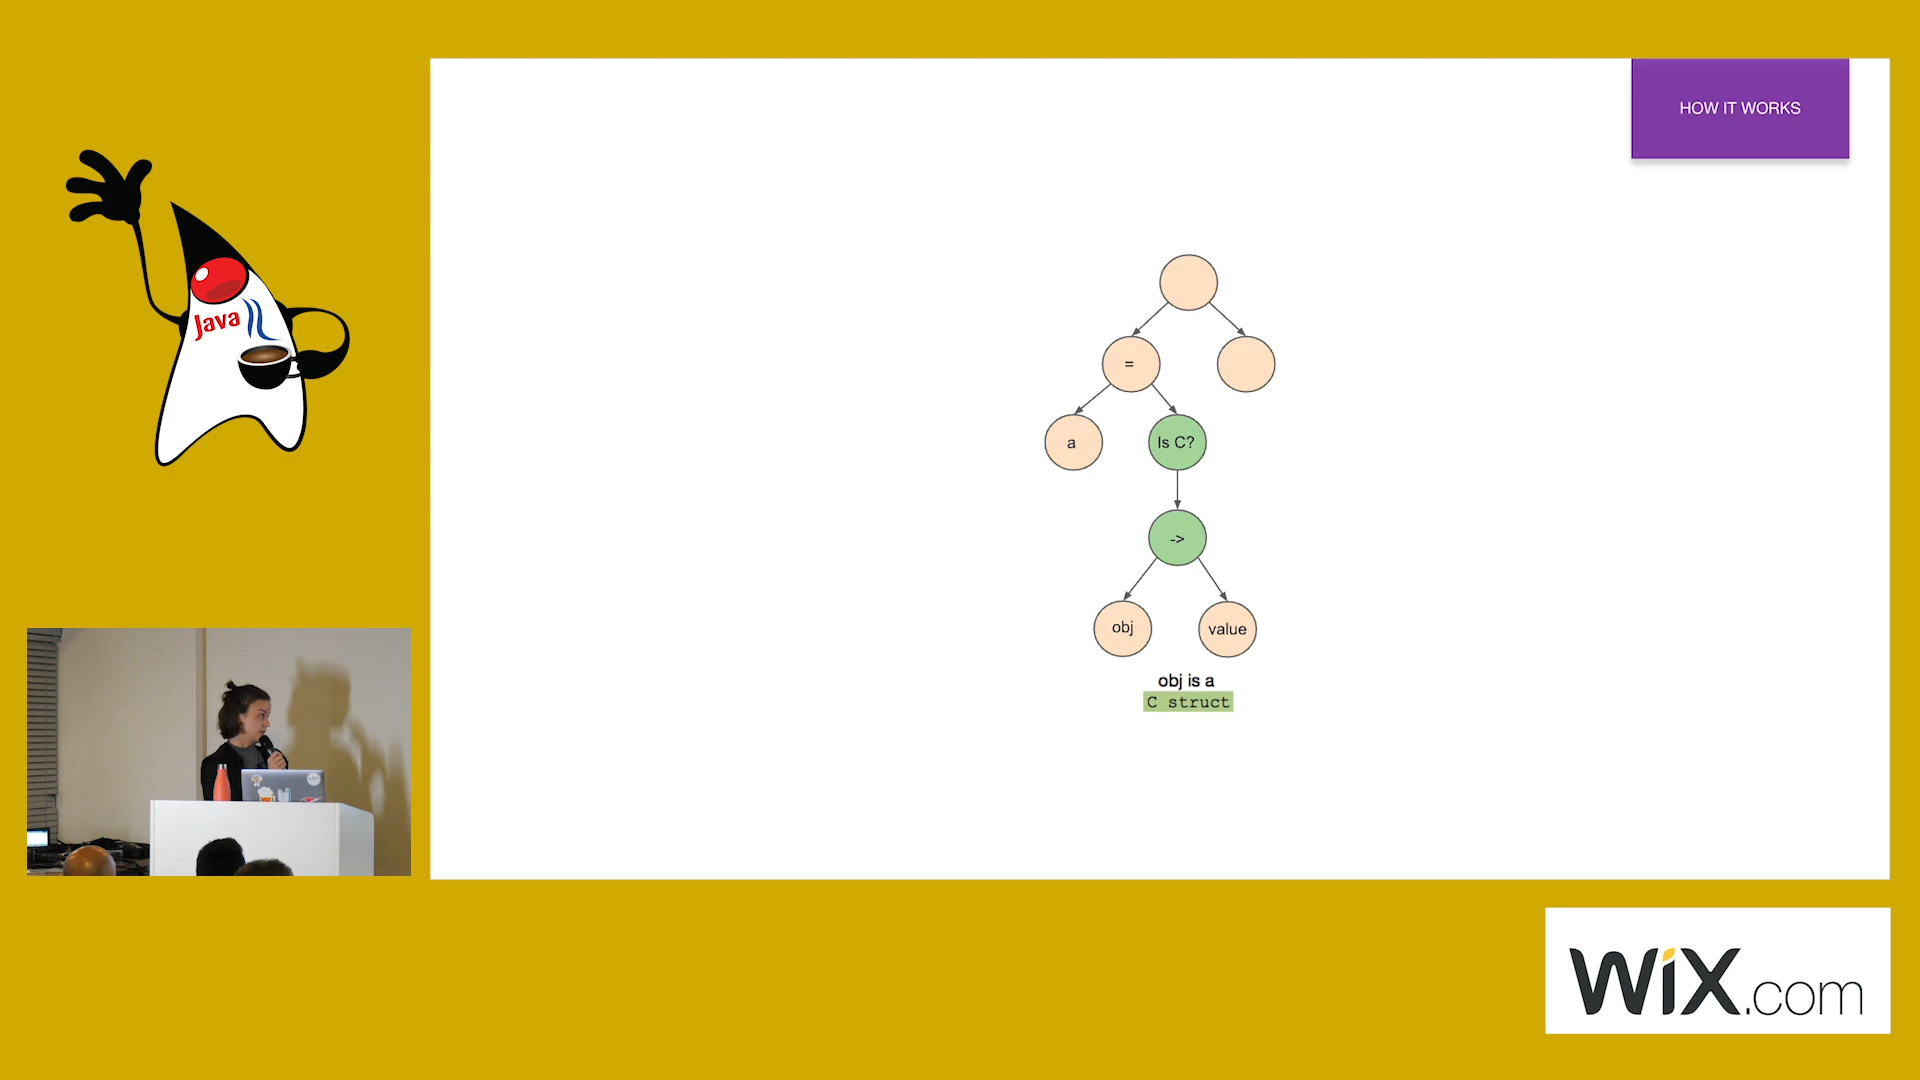 HOW IT WORKS
Java
=
a
Is C?
->
obj
value
obj is a
C struct
WiX.com